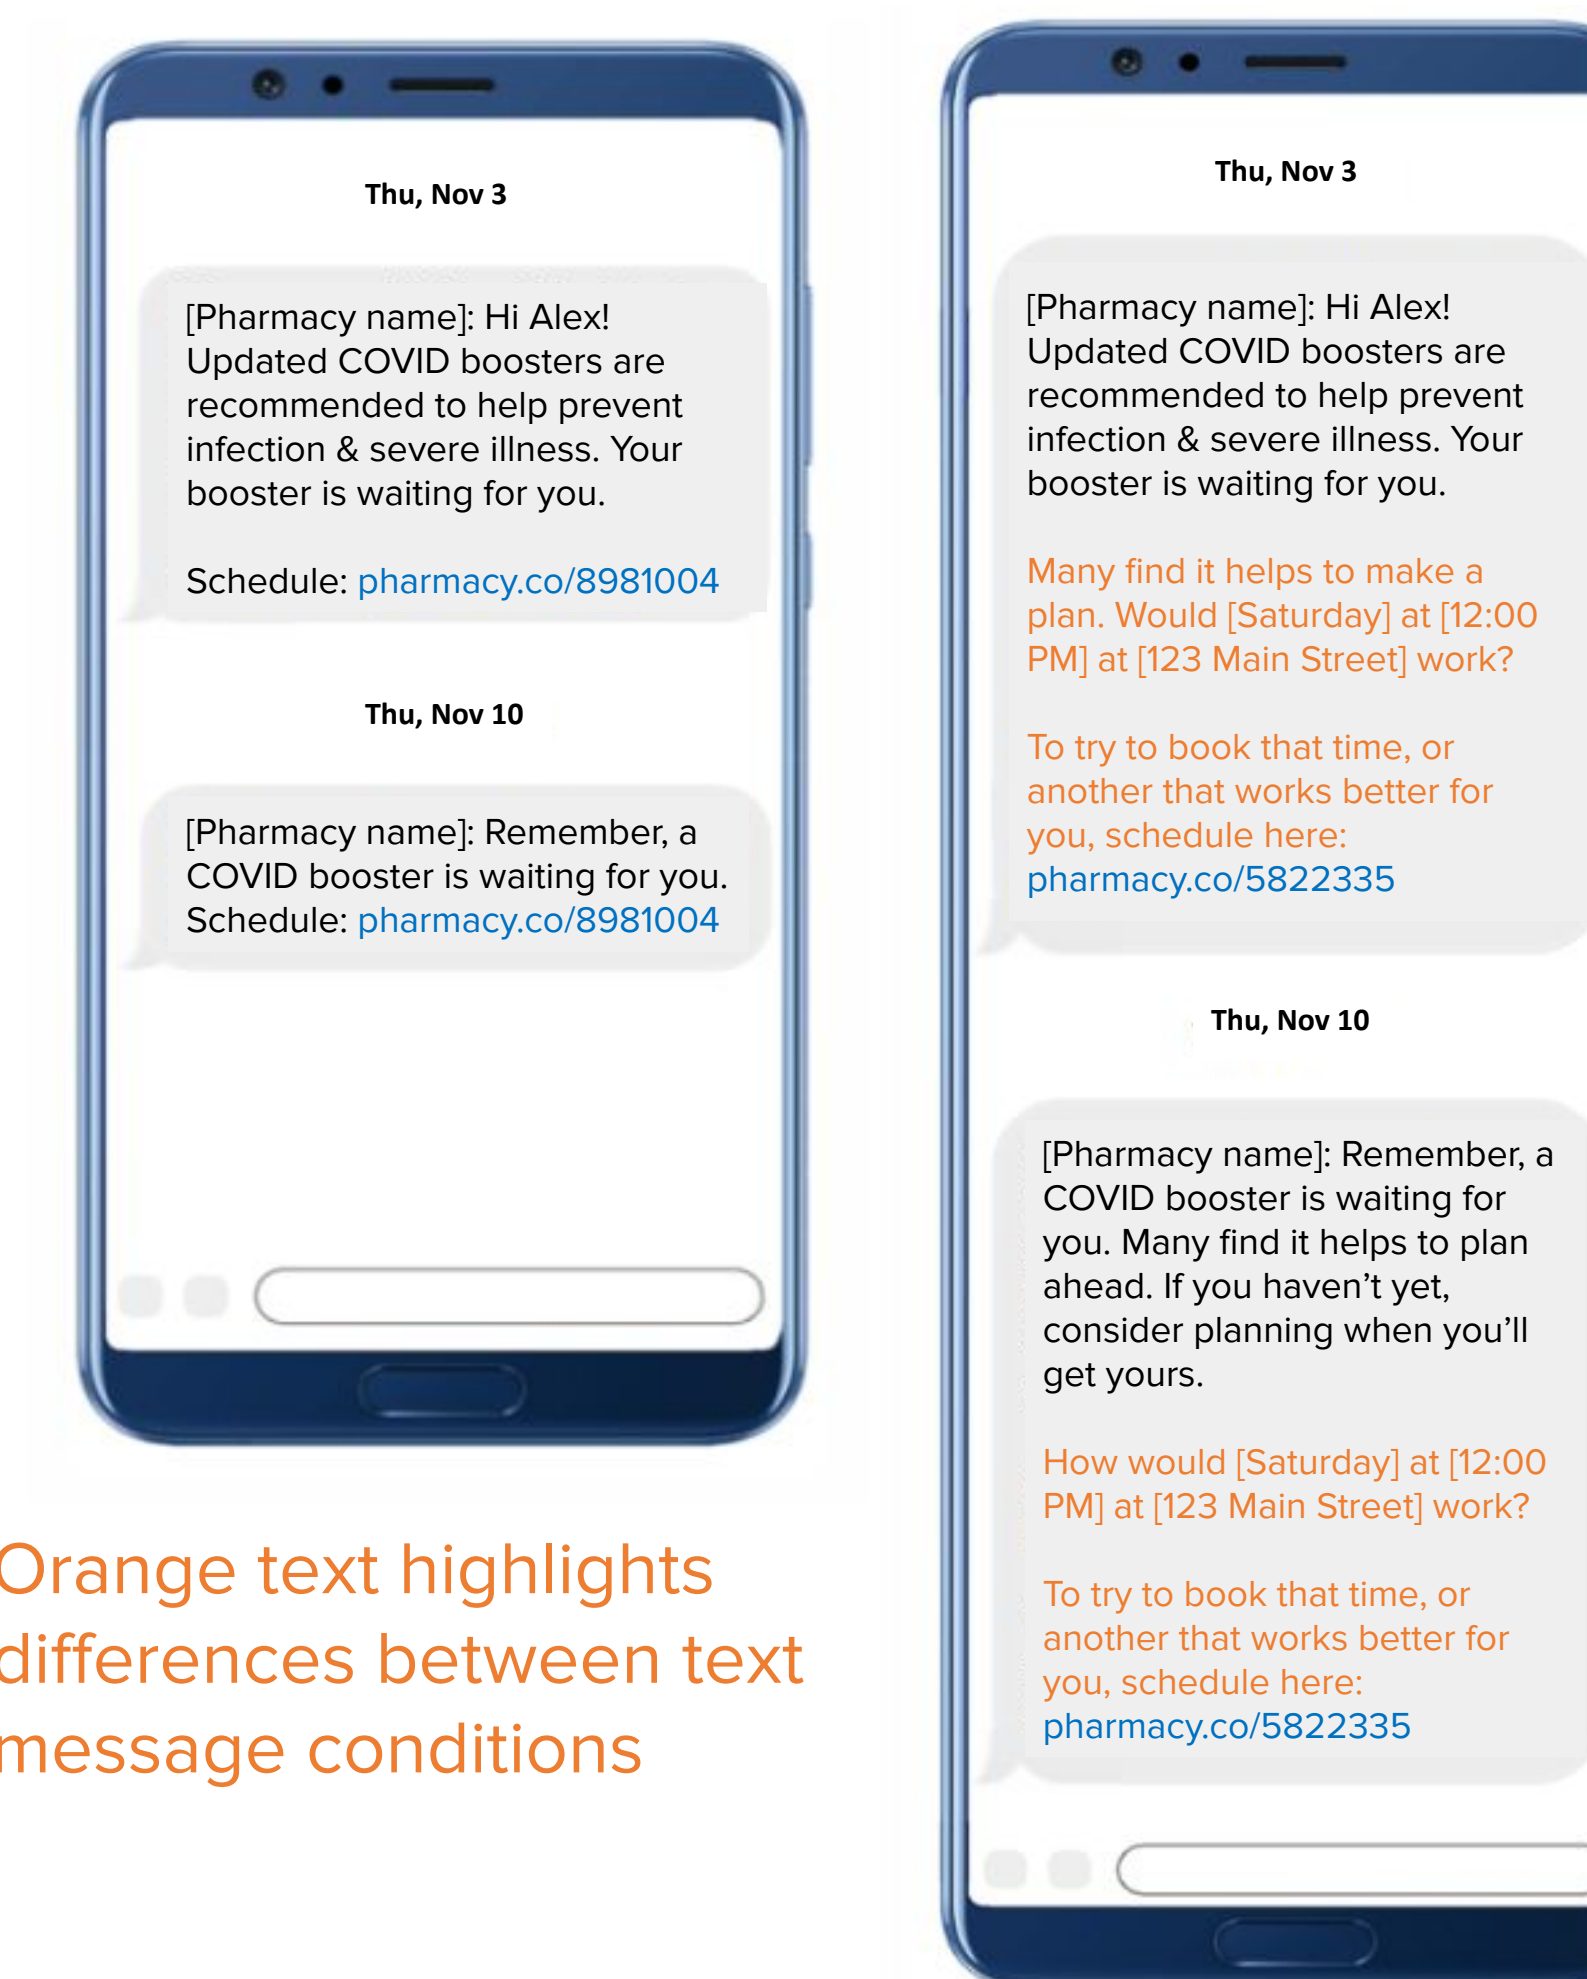 Thu, Nov 3
[Pharmacy name]: Hi Alex!
Updated COVID boosters are
recommended to help prevent
infection & severe illness. Your
booster is waiting for you.
Schedule: pharmacy.co/8981004
Thu, Nov 10
[Pharmacy name]: Remember, a
COVID booster is waiting for you.
Schedule: pharmacy.co/8981004
Orange text highlights
differences between text
message conditions
Thu, Nov 3
[Pharmacy name]: Hi Alex!
Updated COVID boosters are
recommended to help prevent
infection & severe illness. Your
booster is waiting for you.
Many find it helps to make a
plan. Would [Saturday] at [12:00
PM] at [123 Main Street] work?
To try to book that time, or
another that works better for
you, schedule here:
pharmacy.co/5822335
Thu, Nov 10
[Pharmacy name]: Remember, a
COVID booster is waiting for
you. Many find it helps to plan
ahead. If you haven’t yet,
consider planning when you’ll
get yours.
How would [Saturday] at [12:00
PM] at [123 Main Street] work?
To try to book that time, or
another that works better for
you, schedule here:
pharmacy.co/5822335